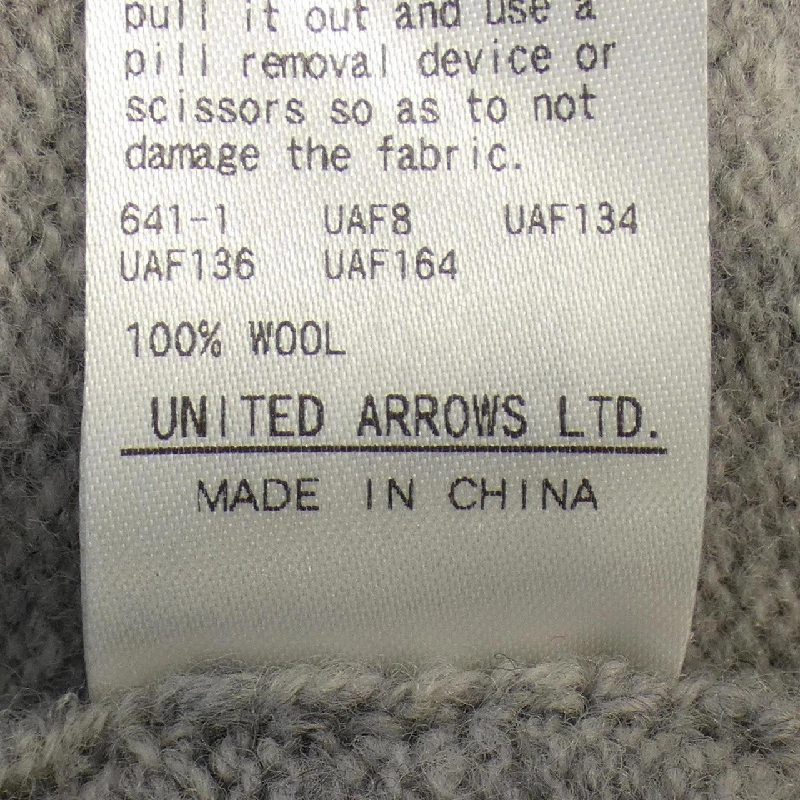 pull it out and use a
pill removal device or
scissors so as to not
damage the fabric.
641-1 UAF8 UAF134
UAF136 UAF164
100% WOOL
UNITED ARROWS LTD.
MADE IN CHINA